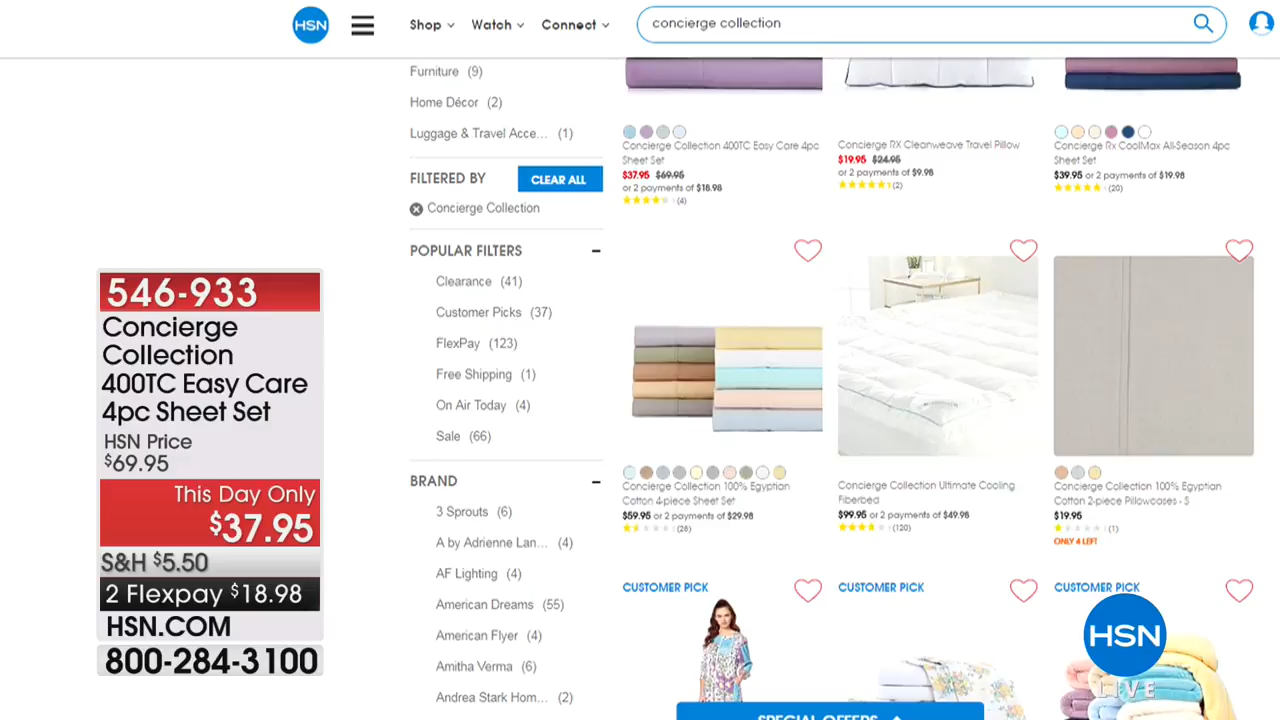 HSN
Shop
Watch
Connect
concierge collection
Furniture (9)
Home Décor (2)
Luggage & Travel Acce... (1)
FILTERED BY
CLEAR ALL
Concierge Collection
POPULAR FILTERS
Clearance (41)
Customer Picks (37)
FlexPay (123)
Free Shipping (1)
On Air Today (4)
Sale (66)
BRAND
3 Sprouts (6)
A by Adrienne Lan... (4)
AF Lighting (4)
American Dreams (55)
American Flyer (4)
Amitha Verma (6)
Andrea Stark Hom... (2)
Concierge Collection 400TC Easy Care 4pc
Sheet Set
$37.95 $69.95
or 2 payments of $18.98
(4)
Concierge RX Cleanweave Travel Pillow
$19.95 $24.95
or 2 payments of $9.98
(2)
Concierge Rx CoolMax All-Season 4pc
Sheet Set
$39.95 or 2 payments of $19.98
(20)
Concierge Collection 100% Egyptian
Cotton 4-piece Sheet Set
$59.95 or 2 payments of $29.98
(26)
Concierge Collection Ultimate Cooling
Fiberbed
$99.95 or 2 payments of $49.98
(120)
Concierge Collection 100% Egyptian
Cotton 2-piece Pillowcases - S
$19.95
(1)
ONLY 4 LEFT
CUSTOMER PICK
CUSTOMER PICK
CUSTOMER PICK
SPECIAL OFFERS
546-933
Concierge
Collection
400TC Easy Care
4pc Sheet Set
HSN Price
$69.95
This Day Only
$37.95
S&H $5.50
2 Flexpay $18.98
HSN.COM
800-284-3100
HSN
LIVE